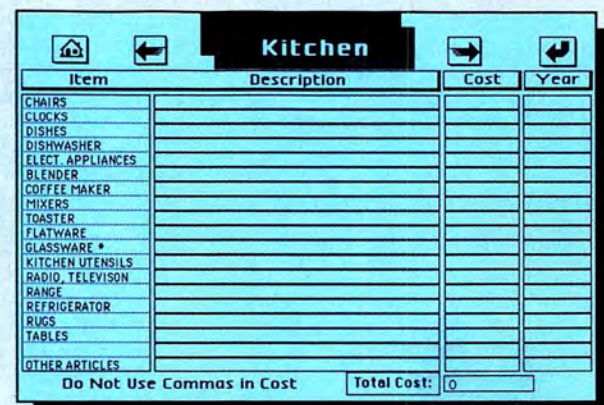 Kitchen
Item Description Cost Year
CHAIRS
CLOCKS
DISHES
DISHWASHER
ELECT. APPLIANCES
BLENDER
COFFEE MAKER
MIXERS
TOASTER
FLATWARE
GLASSWARE •
KITCHEN UTENSILS
RADIO, TELEVISON
RANGE
REFRIGERATOR
RUGS
TABLES
OTHER ARTICLES
Do Not Use Commas in Cost Total Cost: 0